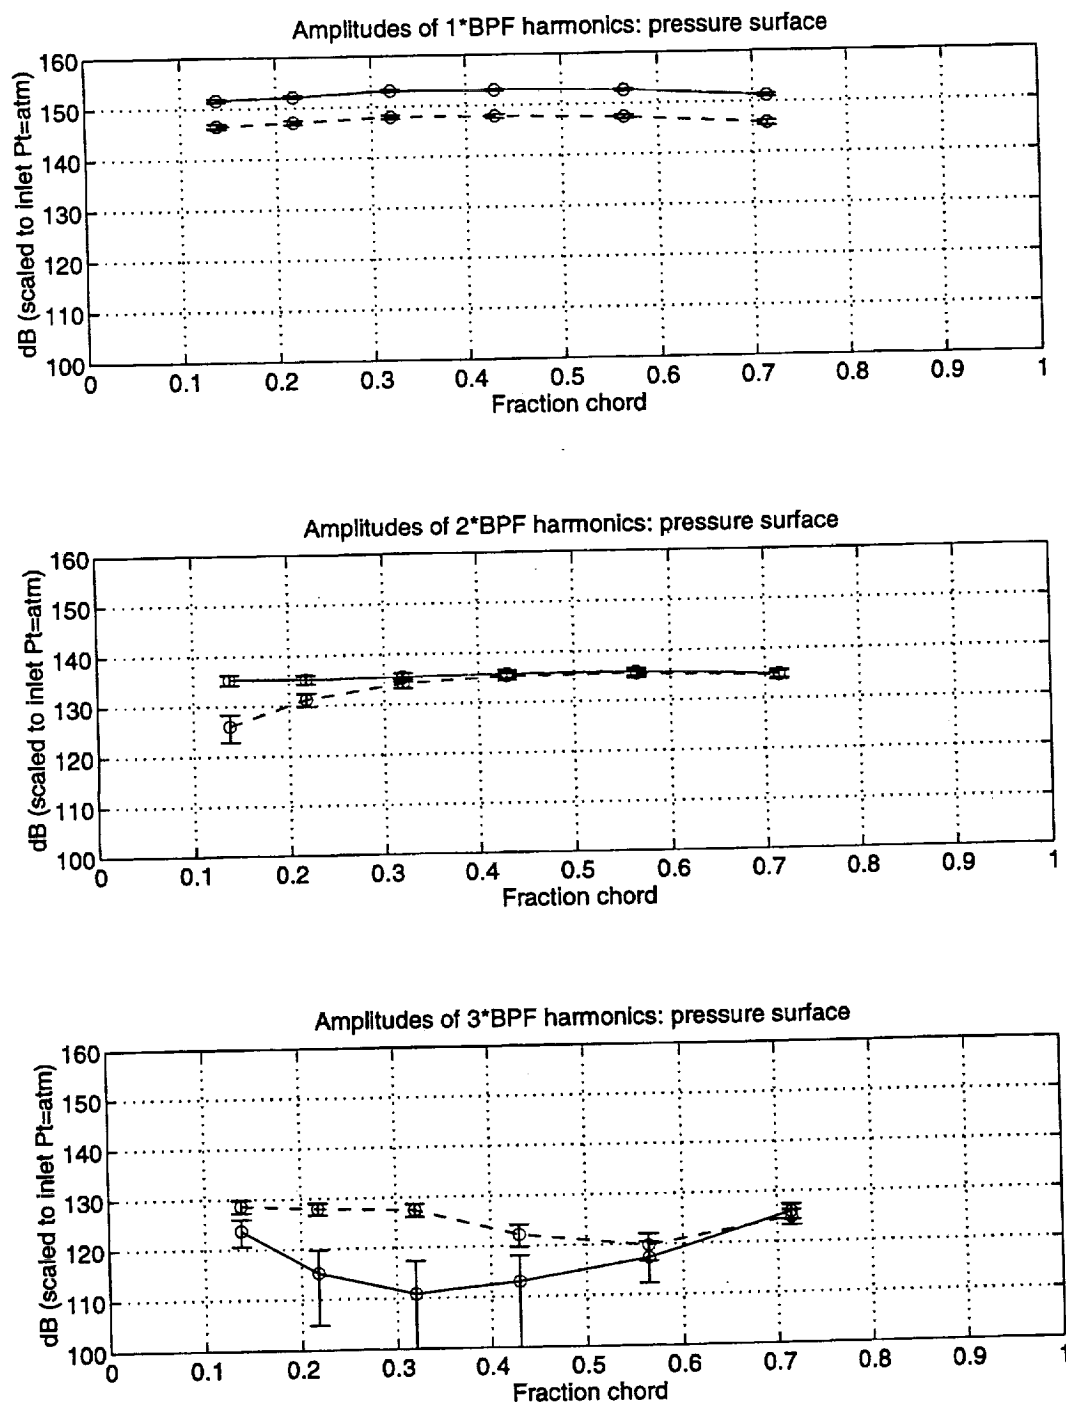 Amplitudes of 1*BPF harmonics: pressure surface
dB (scaled to inlet Pt=atm)
160
150
140
130
120
110
100
0 0.1 0.2 0.3 0.4 0.5 0.6 0.7 0.8 0.9 1
Fraction chord
Amplitudes of 2*BPF harmonics: pressure surface
dB (scaled to inlet Pt=atm)
160
150
140
130
120
110
100
0 0.1 0.2 0.3 0.4 0.5 0.6 0.7 0.8 0.9 1
Fraction chord
Amplitudes of 3*BPF harmonics: pressure surface
dB (scaled to inlet Pt=atm)
160
150
140
130
120
110
100
0 0.1 0.2 0.3 0.4 0.5 0.6 0.7 0.8 0.9 1
Fraction chord